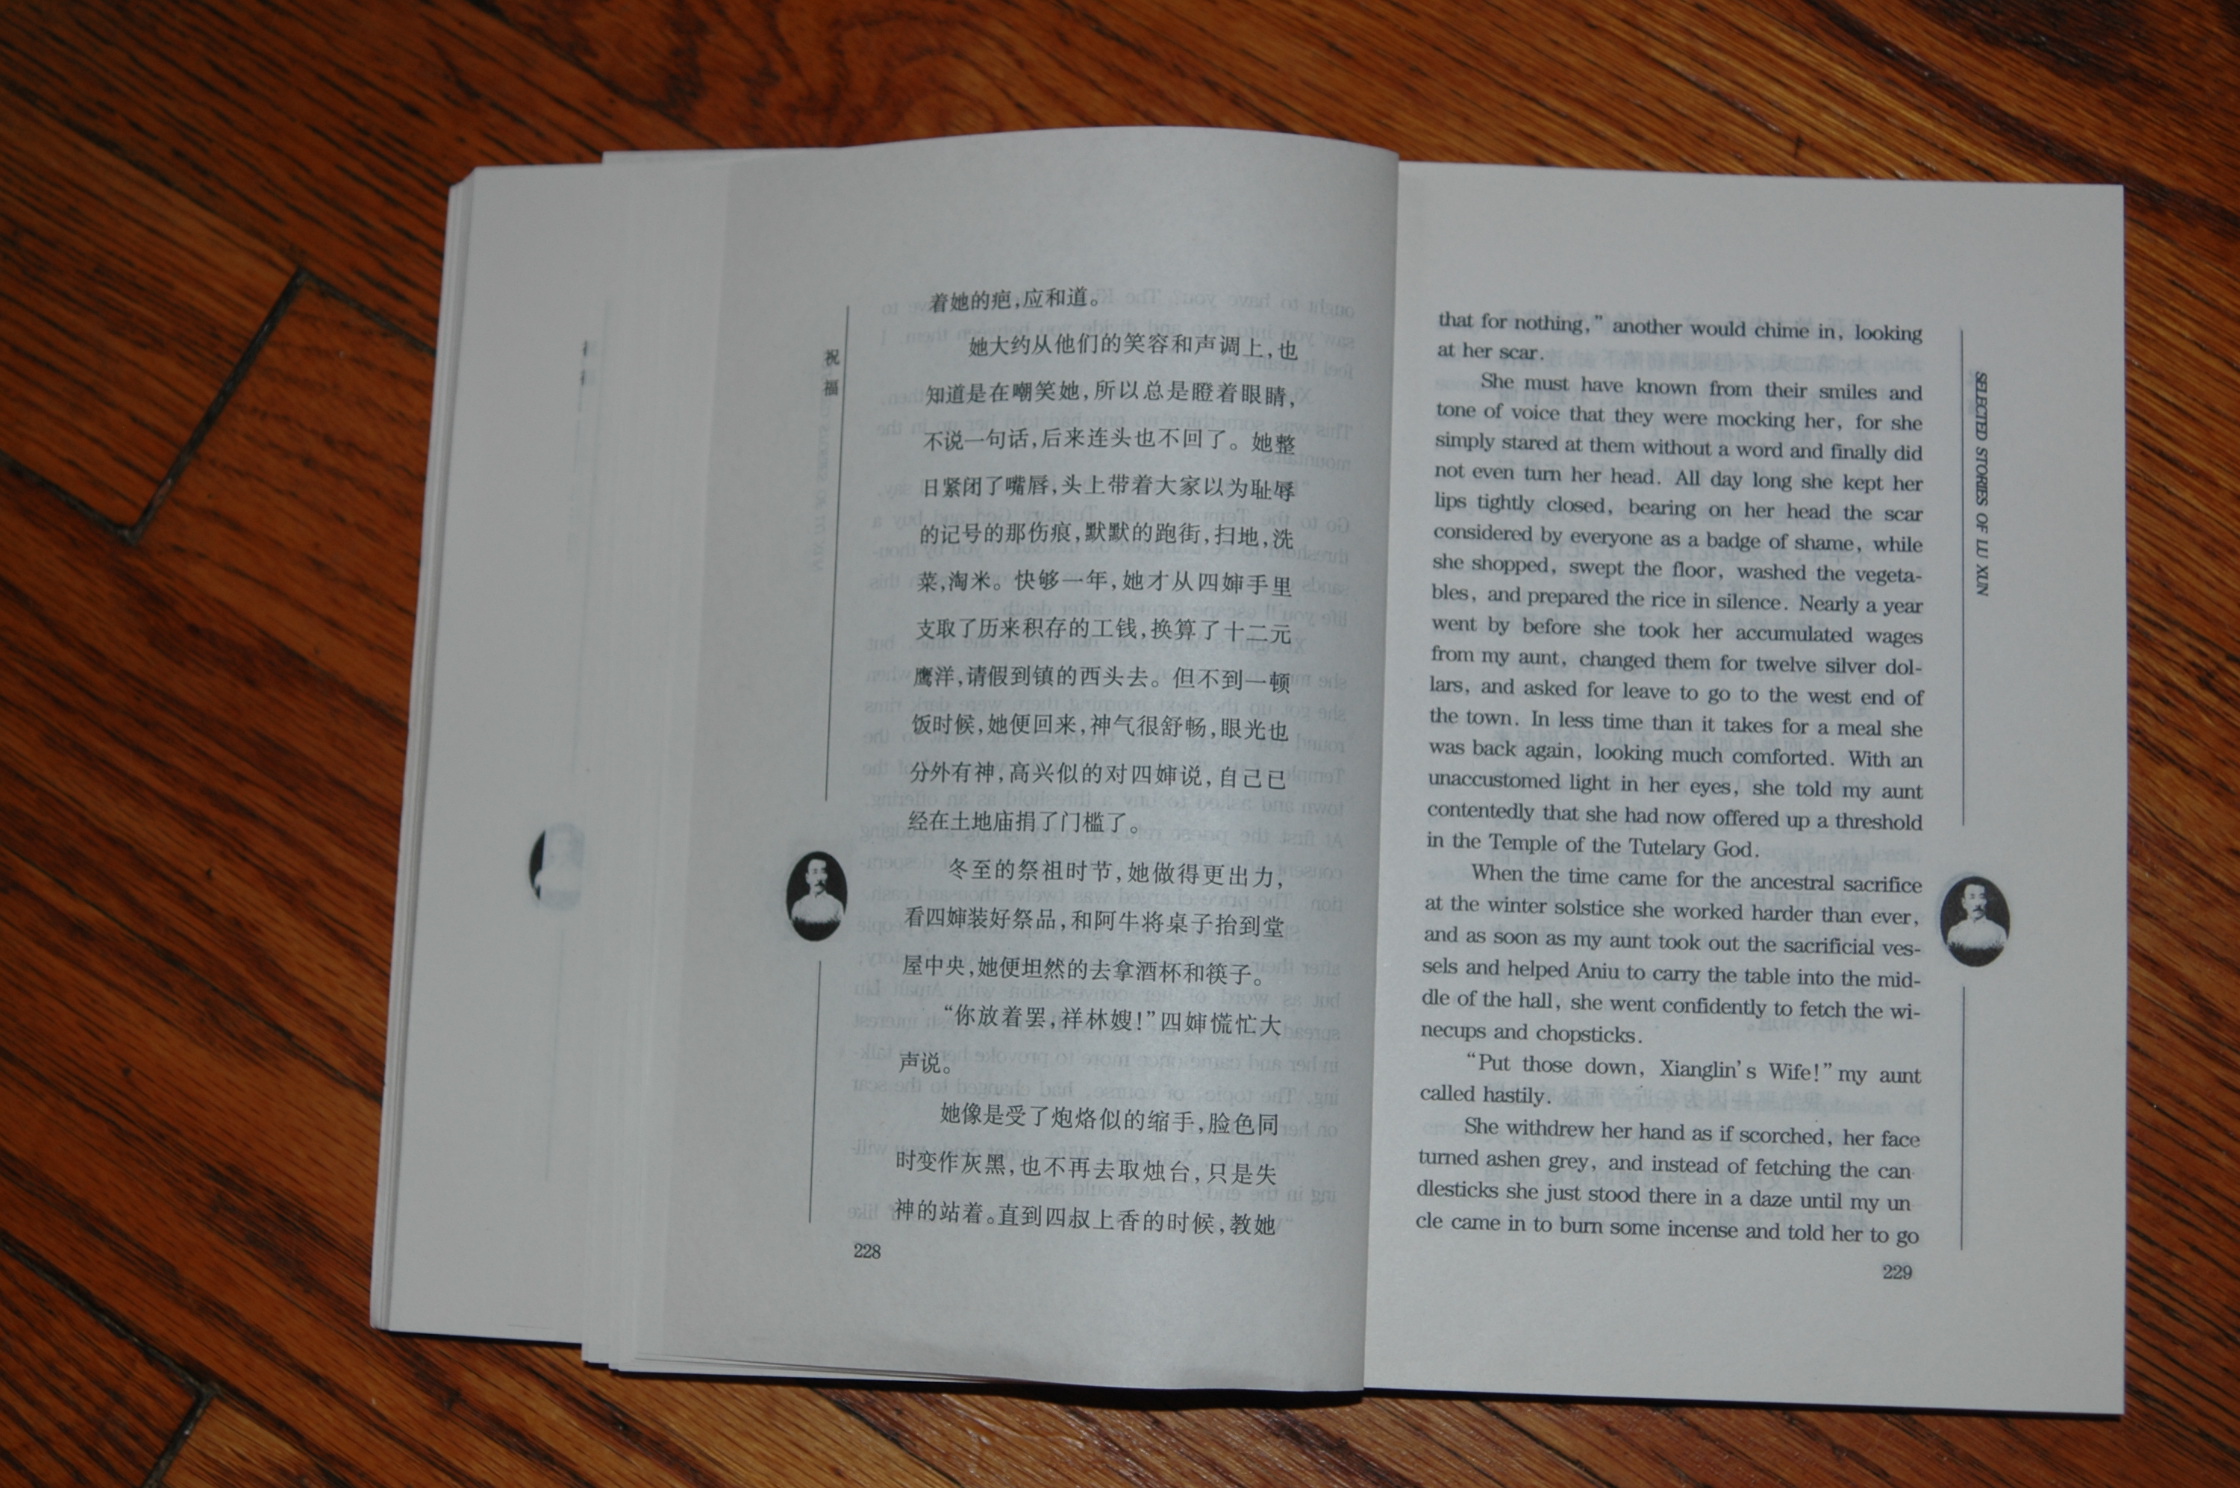 祝
福
着她的疤,应和道。
她大约从他们的笑容和声调上,也
知道是在嘲笑她,所以总是瞪着眼睛,
不说一句话,后来连头也不回了。她整
日紧闭了嘴唇,头上带着大家以为耻辱
的记号的那伤痕,默默的跑街,扫地,洗
菜,淘米。快够一年,她才从四婶手里
支取了历来积存的工钱,换算了十二元
鹰洋,请假到镇的西头去。但不到一顿
饭时候,她便回来,神气很舒畅,眼光也
分外有神,高兴似的对四婶说,自己已
经在土地庙捐了门槛了。
冬至的祭祖时节,她做得更出力,
看四婶装好祭品,和阿牛将桌子抬到堂
屋中央,她便坦然的去拿酒杯和筷子。
“你放着罢,祥林嫂!”四婶慌忙大
声说。
她像是受了炮烙似的缩手,脸色同
时变作灰黑,也不再去取烛台,只是失
神的站着。直到四叔上香的时候,教她
228
SELECTED STORIES OF LU XUN
that for nothing,” another would chime in, looking
at her scar.
She must have known from their smiles and
tone of voice that they were mocking her, for she
simply stared at them without a word and finally did
not even turn her head. All day long she kept her
lips tightly closed, bearing on her head the scar
considered by everyone as a badge of shame, while
she shopped, swept the floor, washed the vegeta-
bles, and prepared the rice in silence. Nearly a year
went by before she took her accumulated wages
from my aunt, changed them for twelve silver dol-
lars, and asked for leave to go to the west end of
the town. In less time than it takes for a meal she
was back again, looking much comforted. With an
unaccustomed light in her eyes, she told my aunt
contentedly that she had now offered up a threshold
in the Temple of the Tutelary God.
When the time came for the ancestral sacrifice
at the winter solstice she worked harder than ever,
and as soon as my aunt took out the sacrificial ves-
sels and helped Aniu to carry the table into the mid-
dle of the hall, she went confidently to fetch the wi-
necups and chopsticks.
“Put those down, Xianglin's Wife!” my aunt
called hastily.
She withdrew her hand as if scorched, her face
turned ashen grey, and instead of fetching the can-
dlesticks she just stood there in a daze until my un
cle came in to burn some incense and told her to go
229